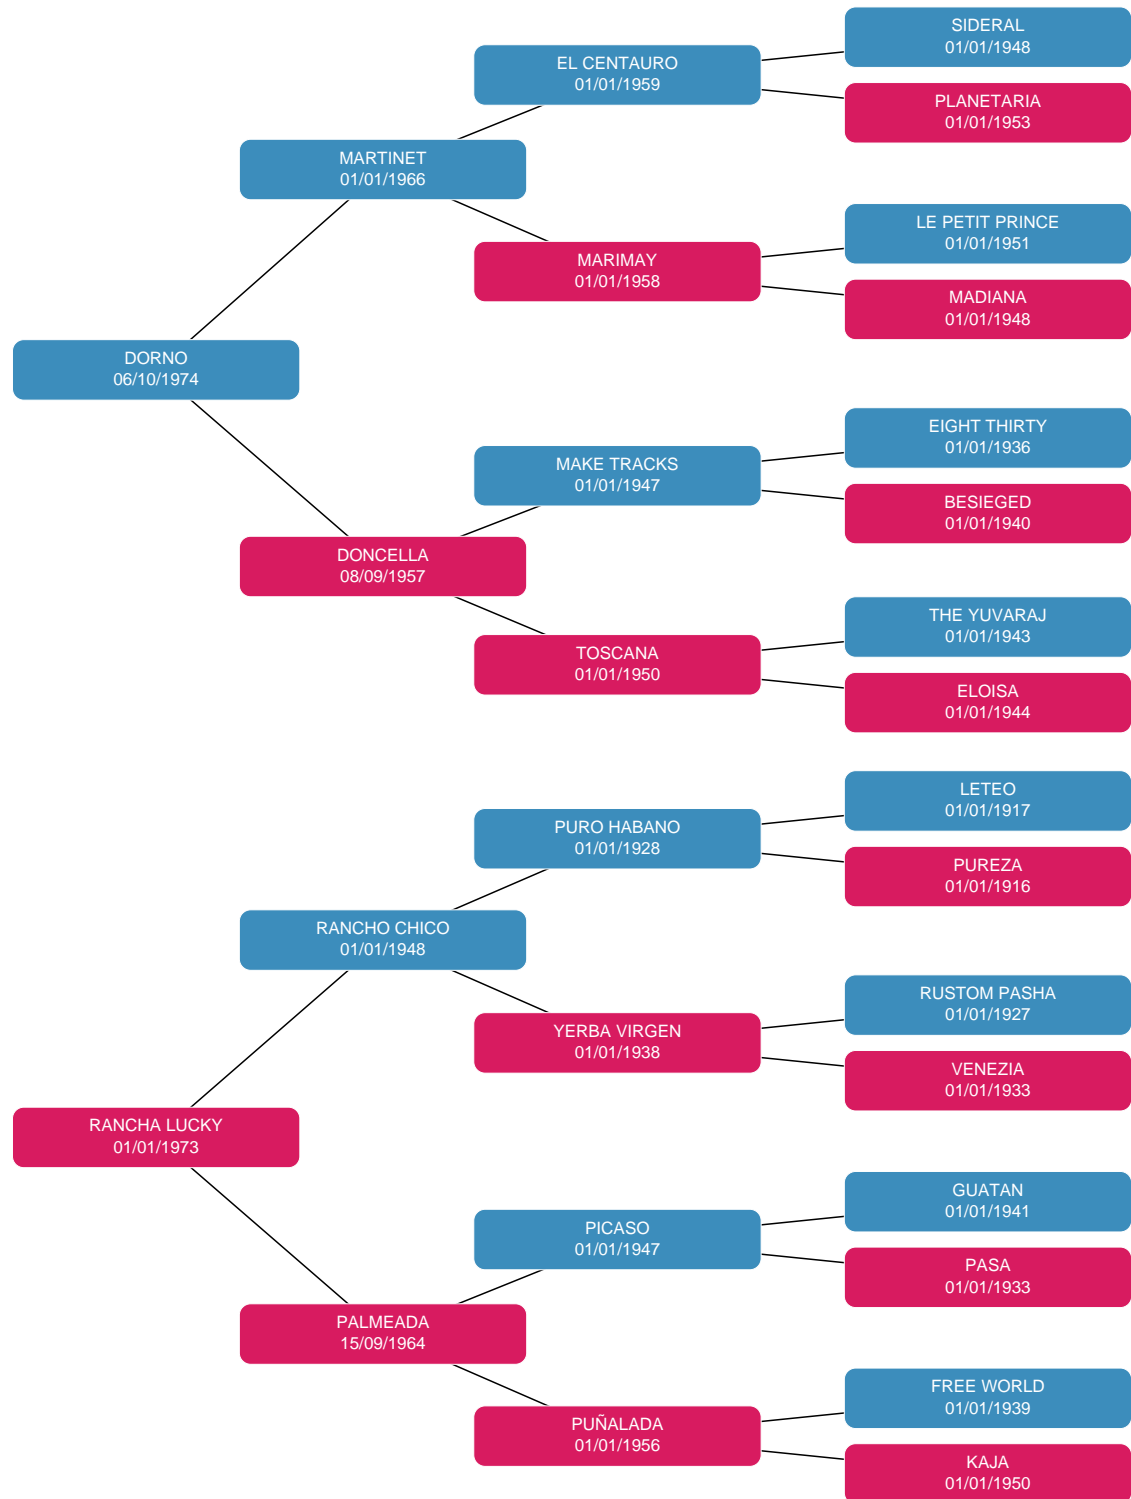 SIDERAL
01/01/1948
EL CENTAURO
01/01/1959
PLANETARIA
01/01/1953
MARTINET
01/01/1966
LE PETIT PRINCE
01/01/1951
MARIMAY
01/01/1958
MADIANA
01/01/1948
DORNO
06/10/1974
EIGHT THIRTY
01/01/1936
MAKE TRACKS
01/01/1947
BESIEGED
01/01/1940
DONCELLA
08/09/1957
THE YUVARAJ
01/01/1943
TOSCANA
01/01/1950
ELOISA
01/01/1944
LETEO
01/01/1917
PURO HABANO
01/01/1928
PUREZA
01/01/1916
RANCHO CHICO
01/01/1948
RUSTOM PASHA
01/01/1927
YERBA VIRGEN
01/01/1938
VENEZIA
01/01/1933
RANCHA LUCKY
01/01/1973
GUATAN
01/01/1941
PICASO
01/01/1947
PASA
01/01/1933
PALMEADA
15/09/1964
FREE WORLD
01/01/1939
PUÑALADA
01/01/1956
KAJA
01/01/1950